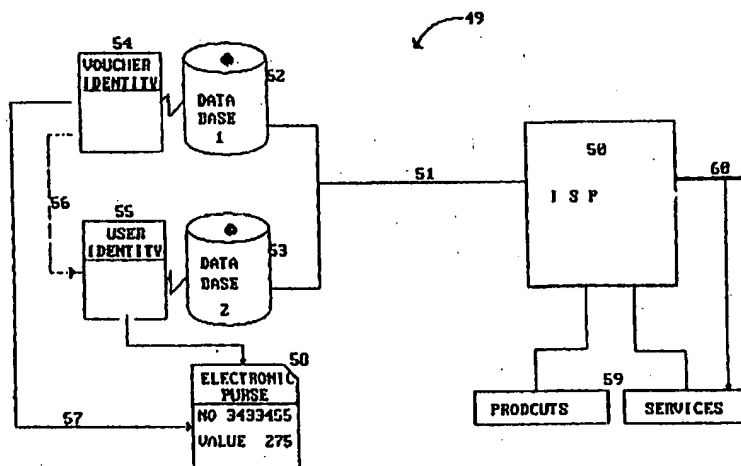 49
54
VOUCHER
IDENTITY
52
DATA
BASE
1
50
I S P
51
60
56
55
USER
IDENTITY
53
DATA
BASE
2
50
ELECTRONIC
PURSE
NO 3433455
VALUE 275
57
59
PRODCUTS
SERVICES